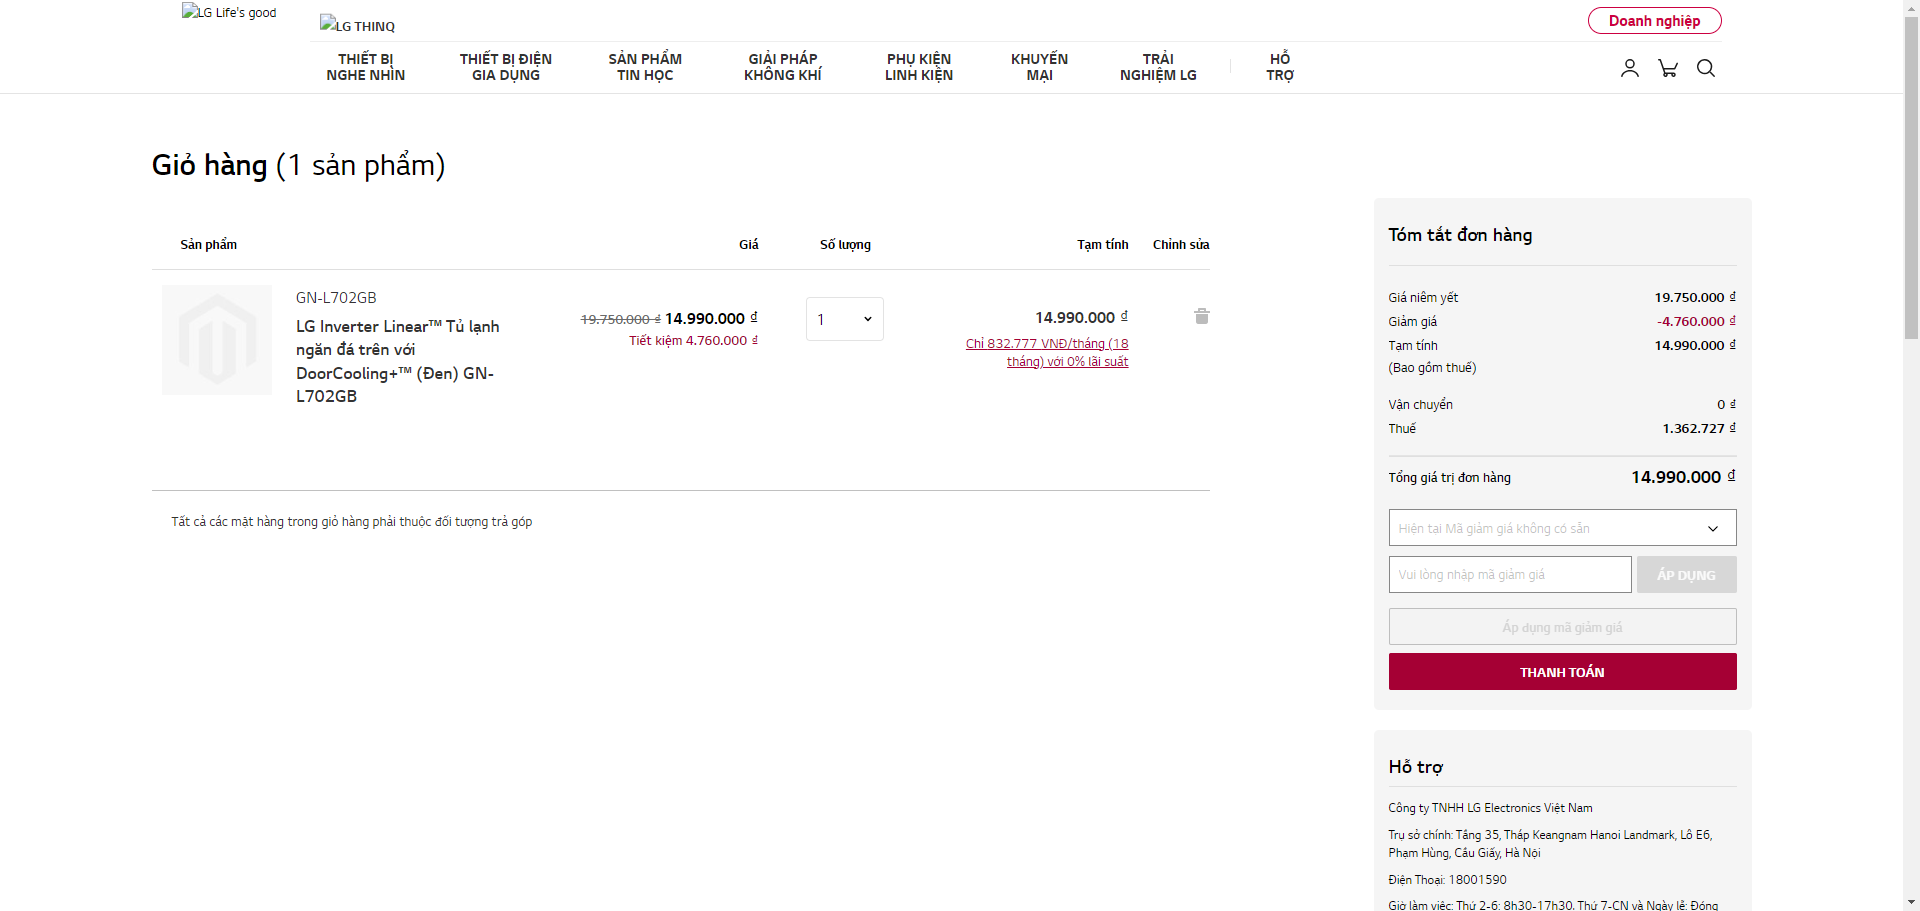 LG Life's good
LG THINQ
Doanh nghiệp
THIẾT BỊ
NGHE NHÌN
THIẾT BỊ ĐIỆN
GIA DỤNG
SẢN PHẨM
TIN HỌC
GIẢI PHÁP
KHÔNG KHÍ
PHỤ KIỆN
LINH KIỆN
KHUYẾN
MẠI
TRẢI
NGHIỆM LG
HỖ
TRỢ
Giỏ hàng (1 sản phẩm)
Sản phẩm Giá Số lượng Tạm tính Chỉnh sửa
GN-L702GB
LG Inverter Linear™ Tủ lạnh
ngăn đá trên với
DoorCooling+™ (Đen) GN-
L702GB
19.750.000 ₫ 14.990.000 ₫
Tiết kiệm 4.760.000 ₫
1
14.990.000 ₫
Chỉ 832.777 VNĐ/tháng (18
tháng) với 0% lãi suất
Tất cả các mặt hàng trong giỏ hàng phải thuộc đối tượng trả góp
Tóm tắt đơn hàng
Giá niêm yết 19.750.000 ₫
Giảm giá -4.760.000 ₫
Tạm tính 14.990.000 ₫
(Bao gồm thuế)
Vận chuyển 0 ₫
Thuế 1.362.727 ₫
Tổng giá trị đơn hàng 14.990.000 ₫
Hiện tại Mã giảm giá không có sẵn
Vui lòng nhập mã giảm giá ÁP DỤNG
Áp dụng mã giảm giá
THANH TOÁN
Hỗ trợ
Công ty TNHH LG Electronics Việt Nam
Trụ sở chính: Tầng 35, Tháp Keangnam Hanoi Landmark, Lô E6,
Phạm Hùng, Cầu Giấy, Hà Nội
Điện Thoại: 18001590
Giờ làm việc: Thứ 2-6: 8h30-17h30. Thứ 7-CN và Ngày lễ: Đóng